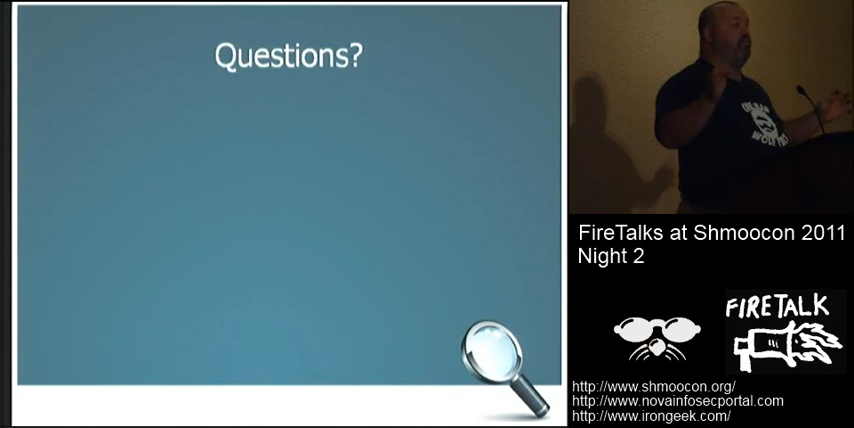 Questions?
FireTalks at Shmoocon 2011
Night 2
FIRETALK
http://www.shmoocon.org/
http://www.novainfosecportal.com
http://www.irongeek.com/